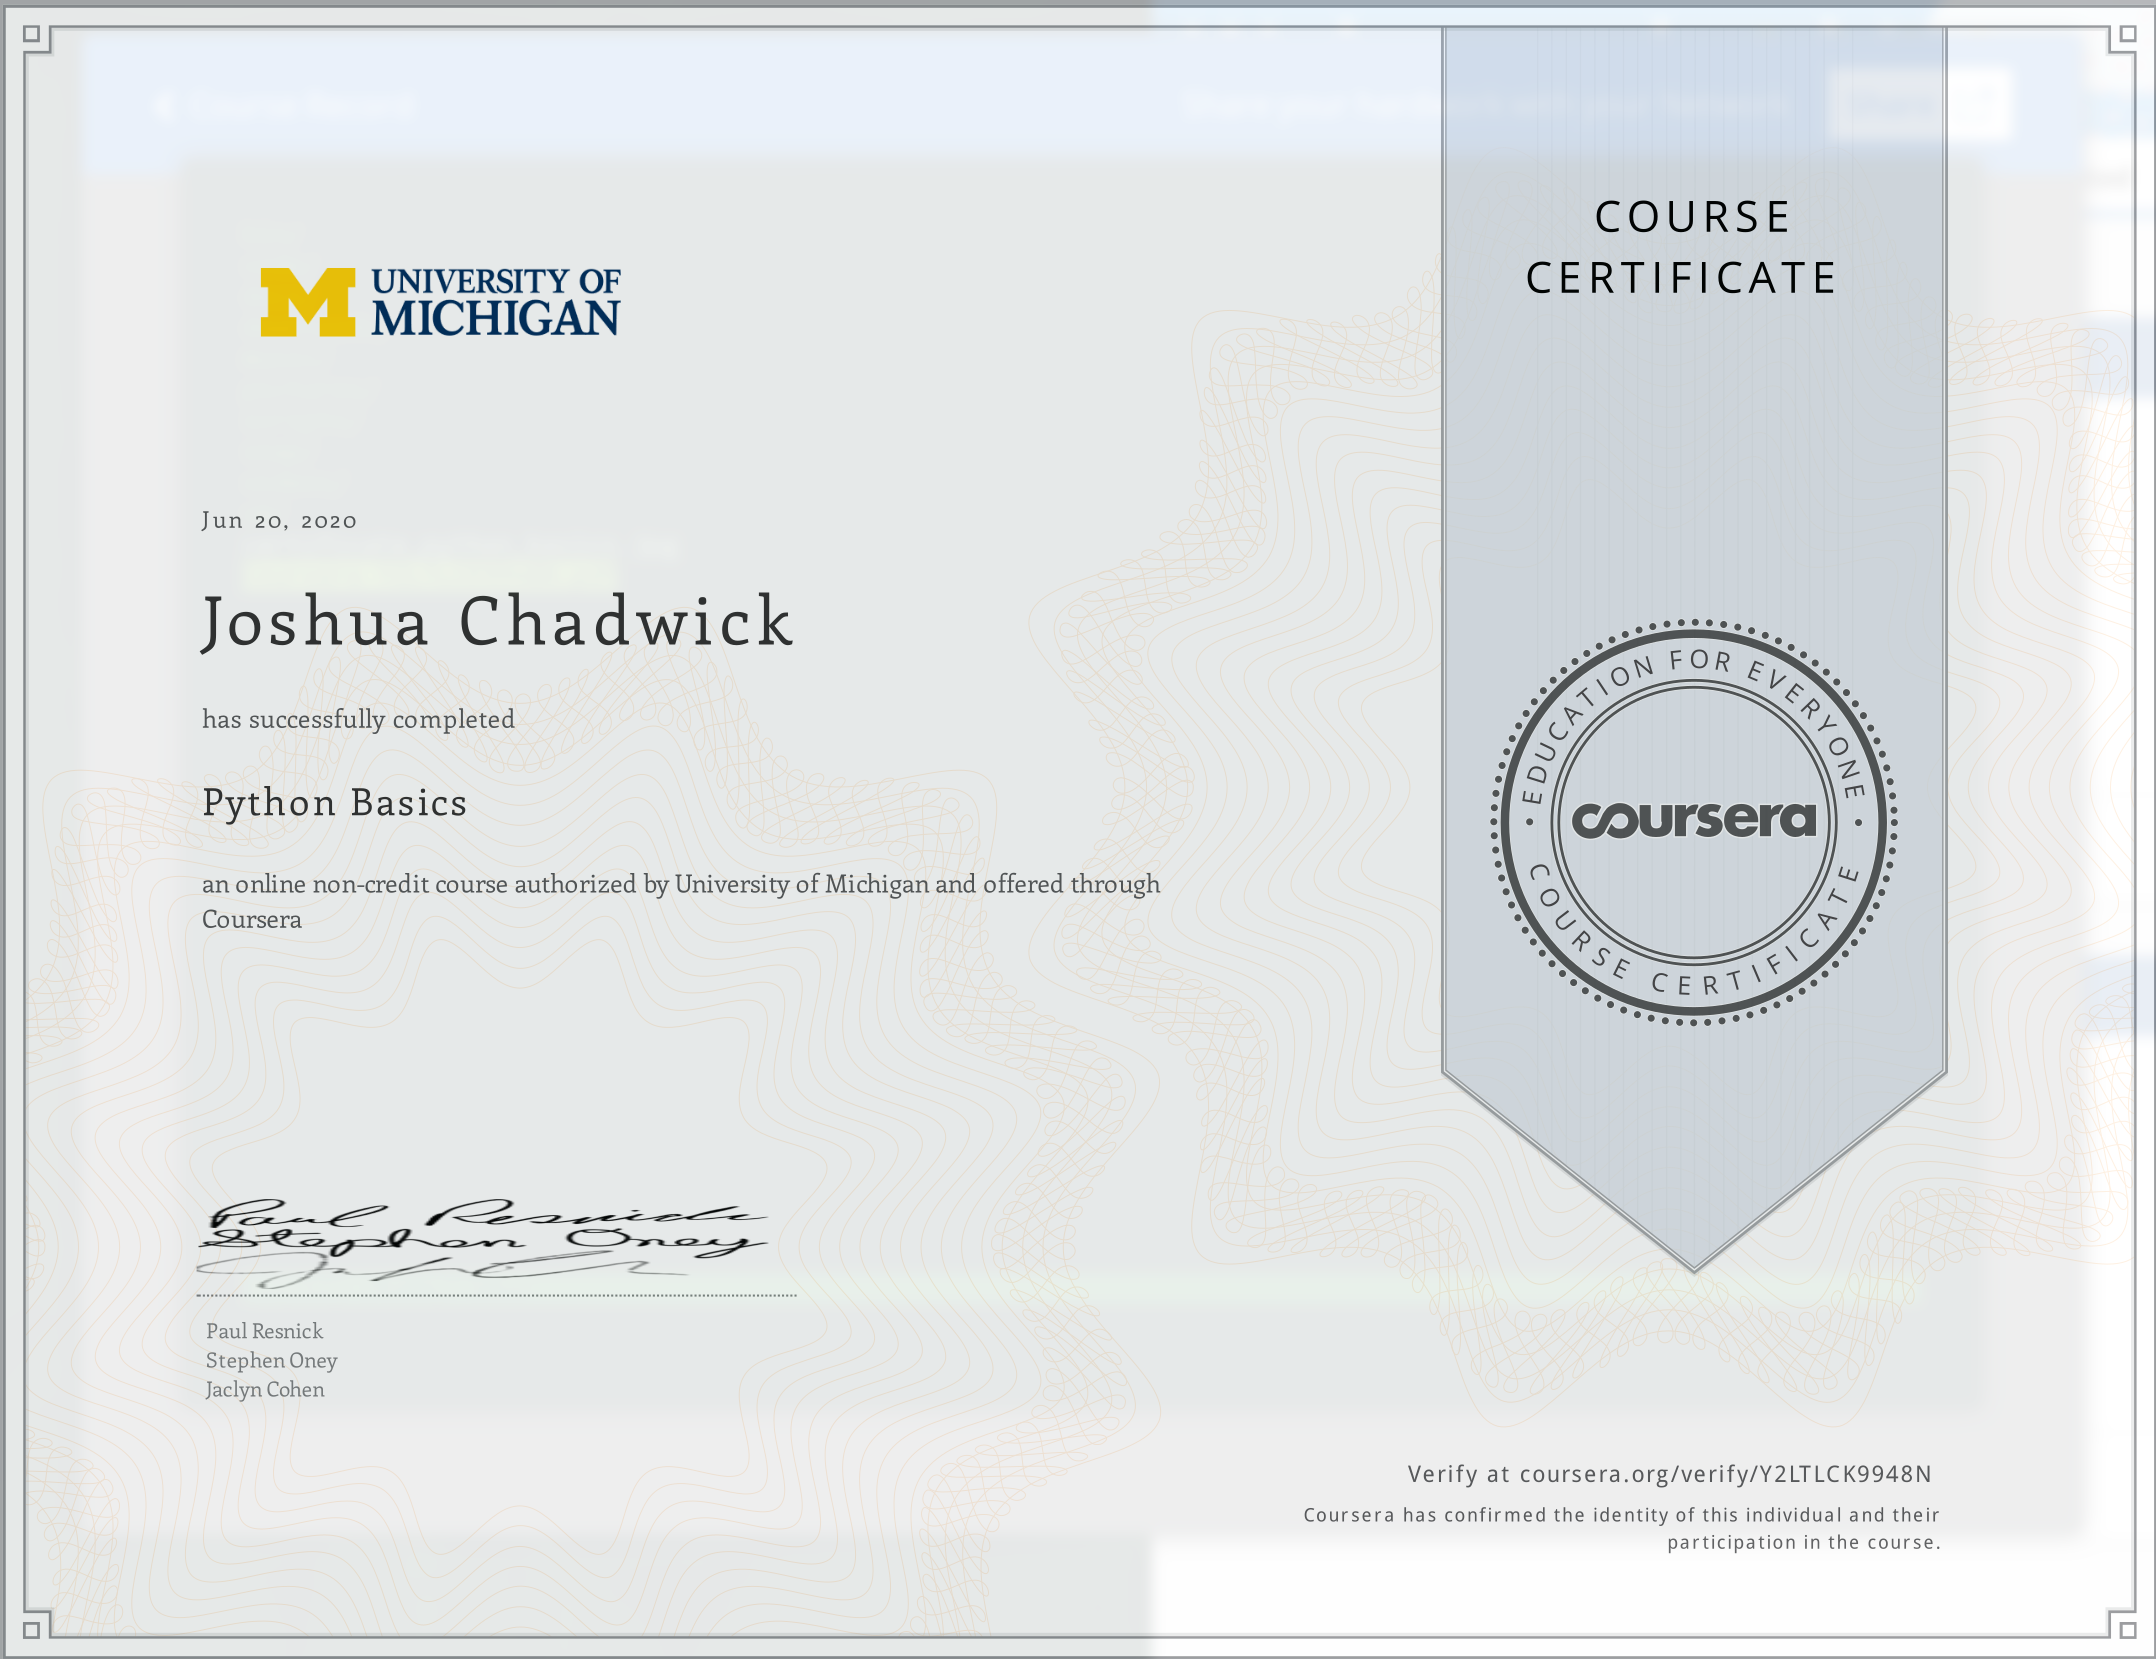 UNIVERSITY OF
MICHIGAN
COURSE
CERTIFICATE
Jun 20, 2020
Joshua Chadwick
has successfully completed
Python Basics
an online non-credit course authorized by University of Michigan and offered through
Coursera
EDUCATION FOR EVERYONE
coursera
COURSE CERTIFICATE
Paul Resnick
Stephen Oney
Paul Resnick
Stephen Oney
Jaclyn Cohen
Verify at coursera.org/verify/Y2LTLCK9948N
Coursera has confirmed the identity of this individual and their
participation in the course.